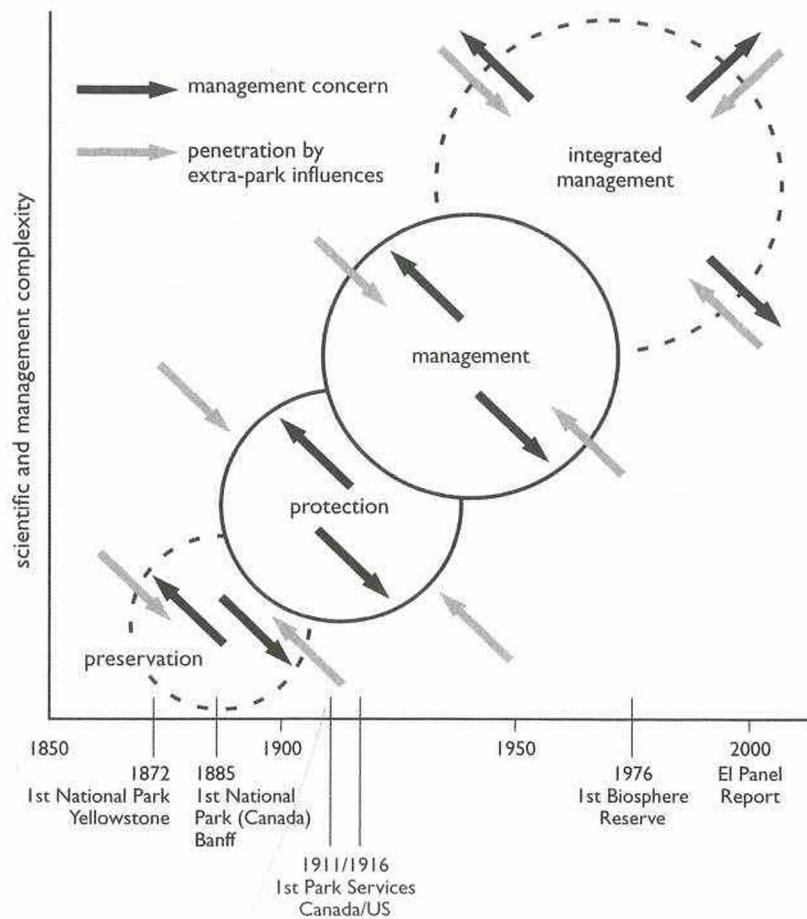 management concern
penetration by
extra-park influences
integrated
management
scientific and management complexity
management
protection
preservation
1850
1900
1950
2000
1872
1st National Park
Yellowstone
1885
1st National
Park (Canada)
Banff
1976
1st Biosphere
Reserve
EI Panel
Report
1911/1916
1st Park Services
Canada/US